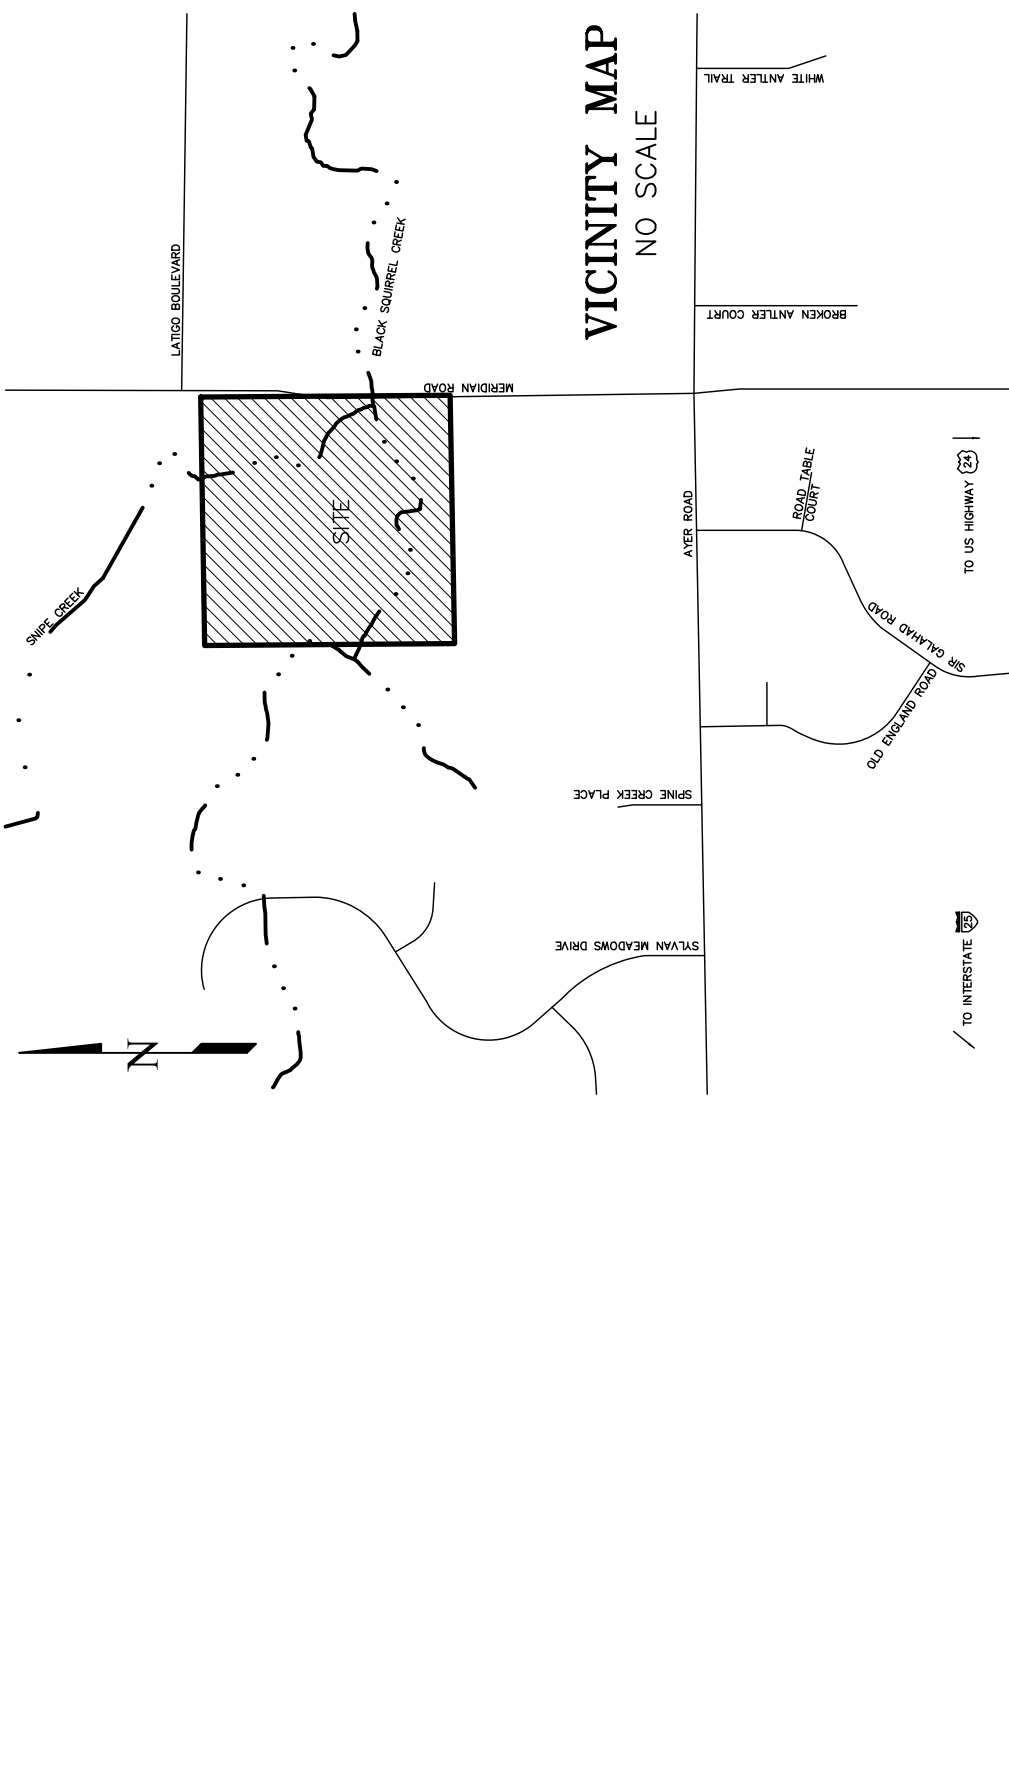 VICINITY MAP
NO SCALE
WHITE ANTLER TRAIL
BROKEN ANTLER COURT
LATIGO BOULEVARD
BLACK SQUIRREL CREEK
MERIDIAN ROAD
SITE
SNIPE CREEK
AYER ROAD
ROAD TABLE
COURT
SIR GALAHAD ROAD
OLD ENGLAND ROAD
TO US HIGHWAY 24
SPINE CREEK PLACE
SYLVAN MEADOWS DRIVE
TO INTERSTATE 25
N